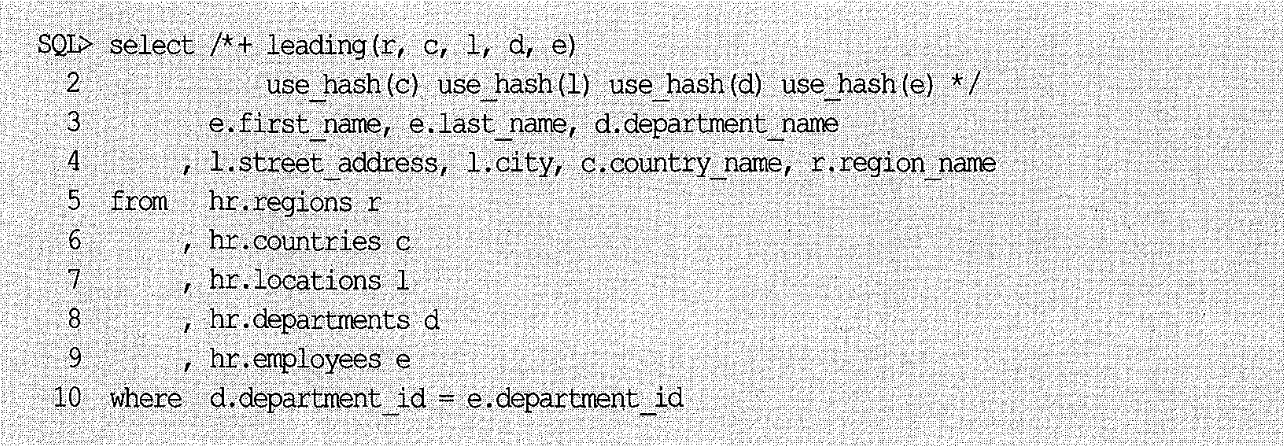 SQL> select /*+ leading(r, c, l, d, e)
2 use_hash(c) use_hash(l) use_hash(d) use_hash(e) */
3 e.first_name, e.last_name, d.department_name
4 , l.street_address, l.city, c.country_name, r.region_name
5 from hr.regions r
6 , hr.countries c
7 , hr.locations l
8 , hr.departments d
9 , hr.employees e
10 where d.department_id = e.department_id